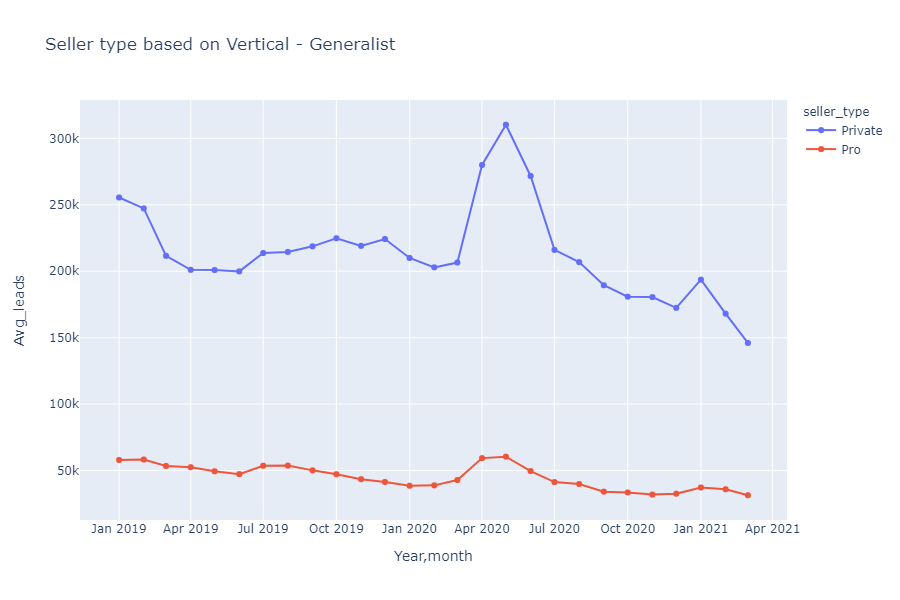 Seller type based on Vertical - Generalist
seller_type
Private
Pro
300k
250k
200k
150k
100k
50k
Avg_leads
Jan 2019 Apr 2019 Jul 2019 Oct 2019 Jan 2020 Apr 2020 Jul 2020 Oct 2020 Jan 2021 Apr 2021
Year,month